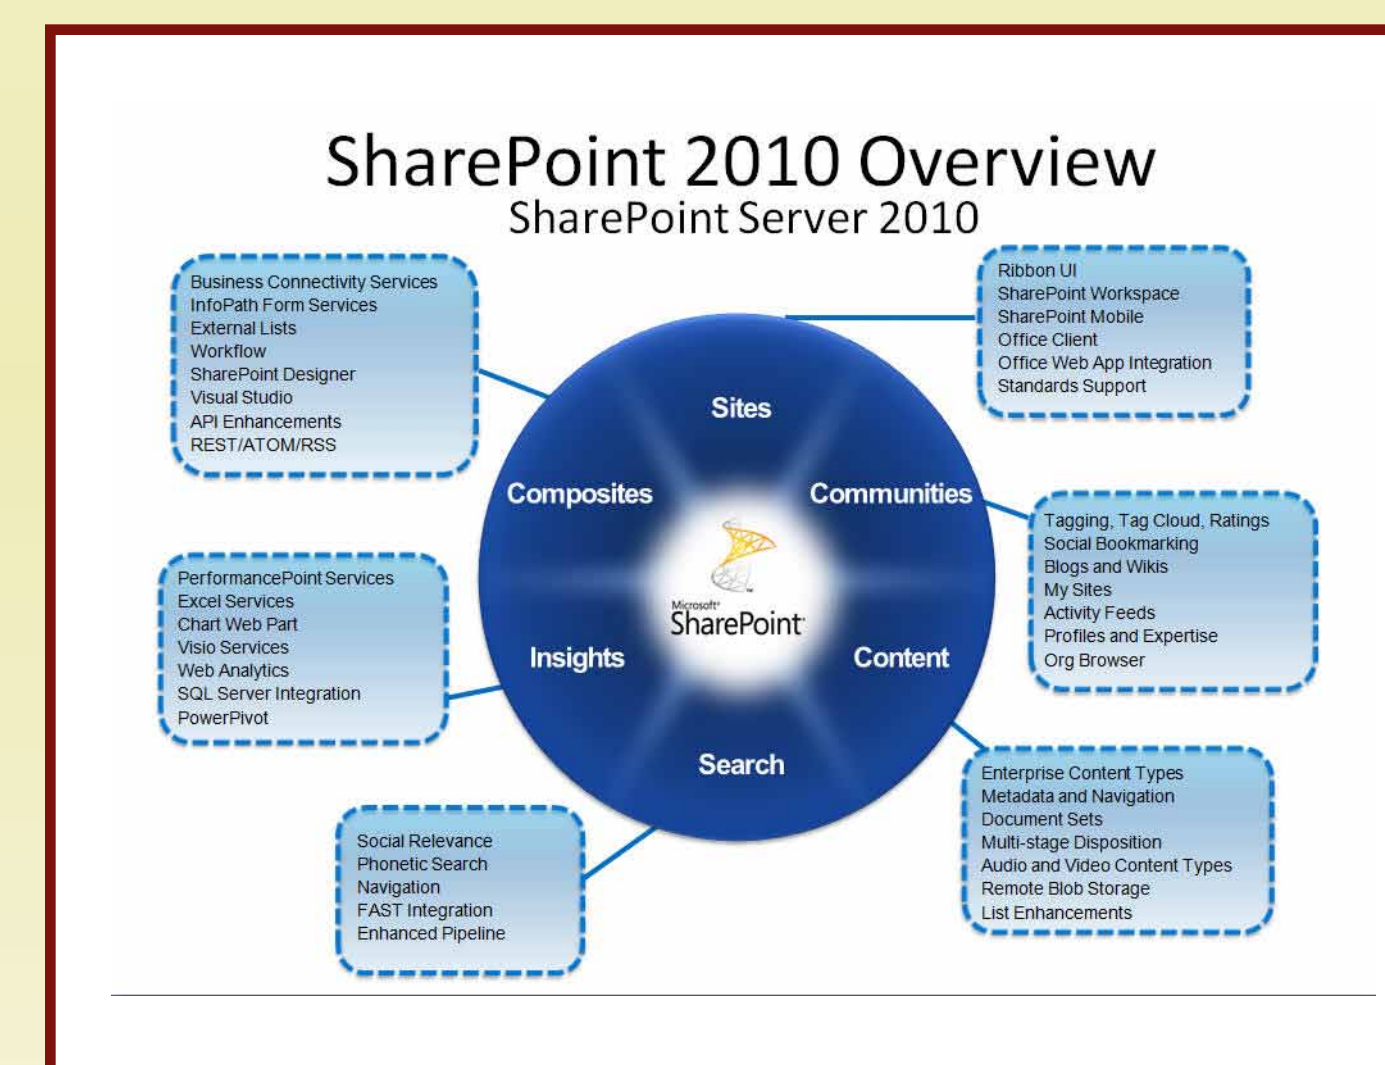 SharePoint 2010 Overview
SharePoint Server 2010
Business Connectivity Services
InfoPath Form Services
External Lists
Workflow
SharePoint Designer
Visual Studio
API Enhancements
REST/ATOM/RSS
Ribbon UI
SharePoint Workspace
SharePoint Mobile
Office Client
Office Web App Integration
Standards Support
Sites
Composites
Communities
Microsoft®
SharePoint
Insights
Content
Search
Tagging, Tag Cloud, Ratings
Social Bookmarking
Blogs and Wikis
My Sites
Activity Feeds
Profiles and Expertise
Org Browser
PerformancePoint Services
Excel Services
Chart Web Part
Visio Services
Web Analytics
SQL Server Integration
PowerPivot
Enterprise Content Types
Metadata and Navigation
Document Sets
Multi-stage Disposition
Audio and Video Content Types
Remote Blob Storage
List Enhancements
Social Relevance
Phonetic Search
Navigation
FAST Integration
Enhanced Pipeline